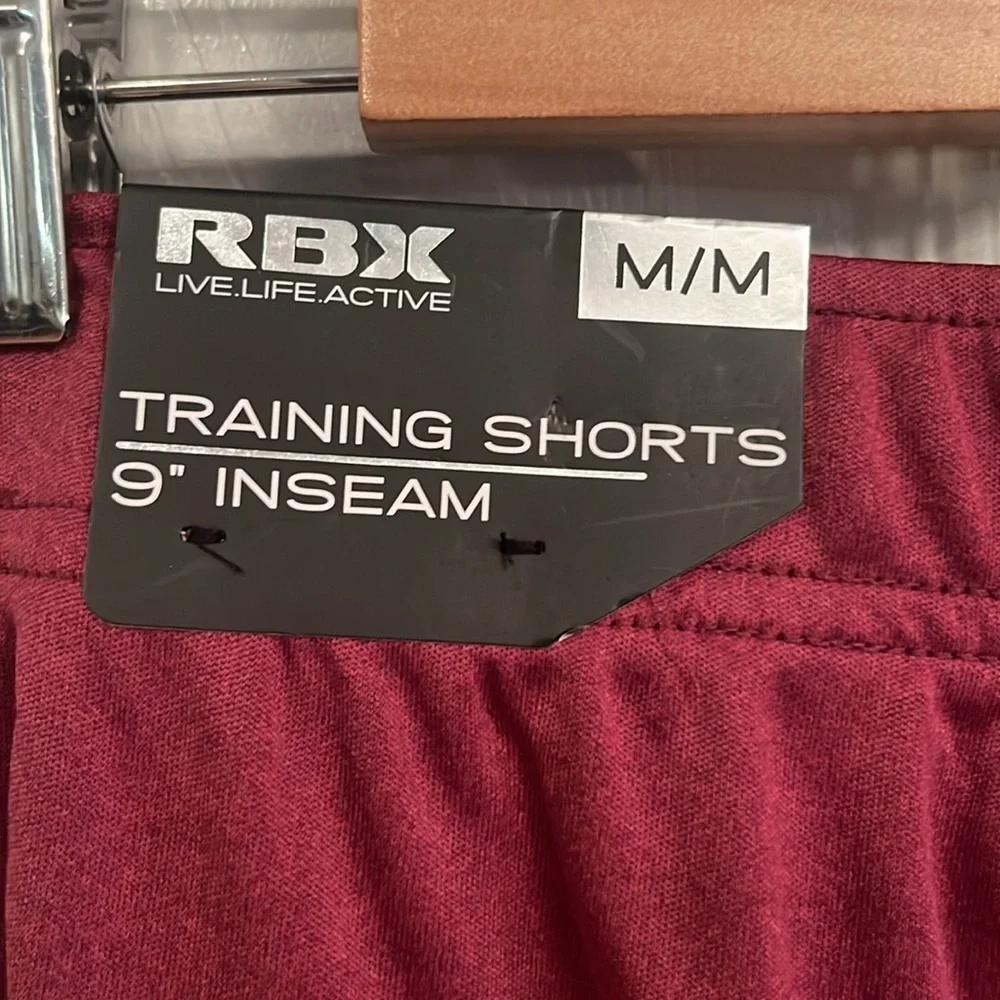 RBX
LIVE.LIFE.ACTIVE
M/M
TRAINING SHORTS
9" INSEAM